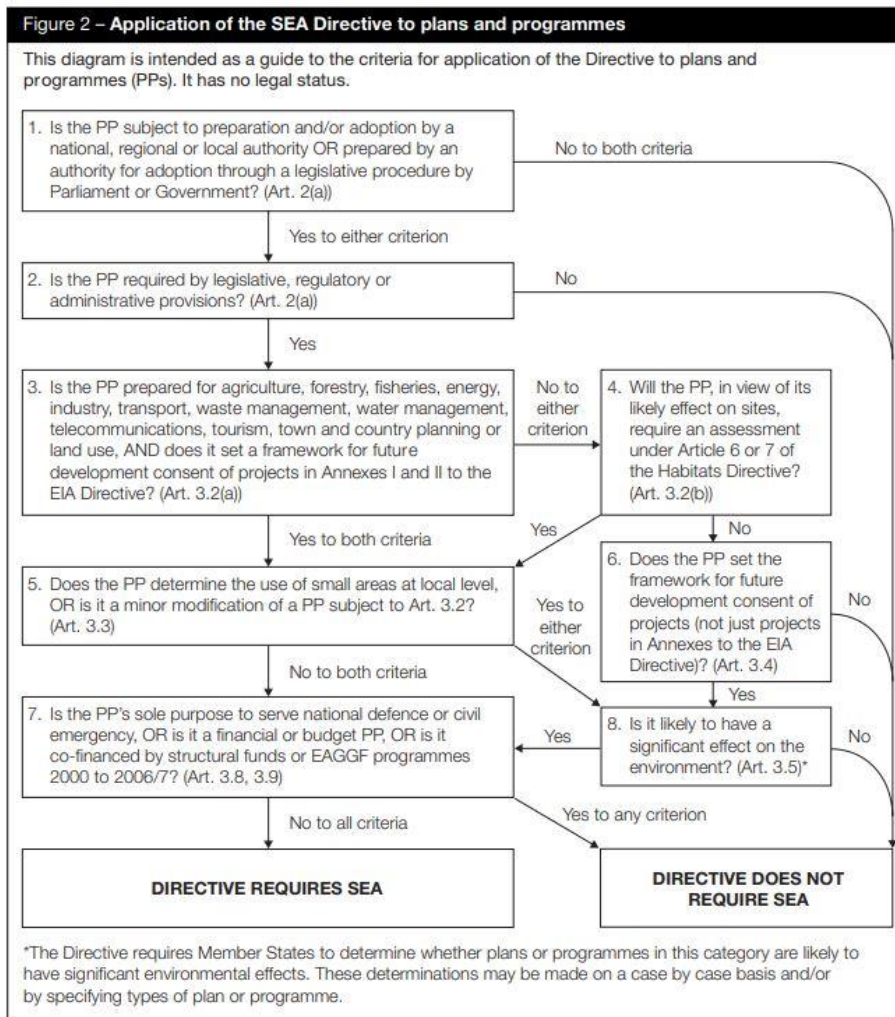 Figure 2 – Application of the SEA Directive to plans and programmes
This diagram is intended as a guide to the criteria for application of the Directive to plans and
programmes (PPs). It has no legal status.
1. Is the PP subject to preparation and/or adoption by a
national, regional or local authority OR prepared by an
authority for adoption through a legislative procedure by
Parliament or Government? (Art. 2(a))
No to both criteria
Yes to either criterion
2. Is the PP required by legislative, regulatory or
administrative provisions? (Art. 2(a))
No
Yes
3. Is the PP prepared for agriculture, forestry, fisheries, energy,
industry, transport, waste management, water management,
telecommunications, tourism, town and country planning or
land use, AND does it set a framework for future
development consent of projects in Annexes I and II to the
EIA Directive? (Art. 3.2(a))
No to
either
criterion
4. Will the PP, in view of its
likely effect on sites,
require an assessment
under Article 6 or 7 of
the Habitats Directive?
(Art. 3.2(b))
Yes to both criteria
Yes
No
5. Does the PP determine the use of small areas at local level,
OR is it a minor modification of a PP subject to Art. 3.2?
(Art. 3.3)
Yes to
either
criterion
6. Does the PP set the
framework for future
development consent of
projects (not just projects
in Annexes to the EIA
Directive)? (Art. 3.4)
No
No to both criteria
Yes
7. Is the PP's sole purpose to serve national defence or civil
emergency, OR is it a financial or budget PP, OR is it
co-financed by structural funds or EAGGF programmes
2000 to 2006/7? (Art. 3.8, 3.9)
Yes
8. Is it likely to have a
significant effect on the
environment? (Art. 3.5)*
No
No to all criteria
Yes to any criterion
DIRECTIVE REQUIRES SEA
DIRECTIVE DOES NOT
REQUIRE SEA
*The Directive requires Member States to determine whether plans or programmes in this category are likely to
have significant environmental effects. These determinations may be made on a case by case basis and/or
by specifying types of plan or programme.